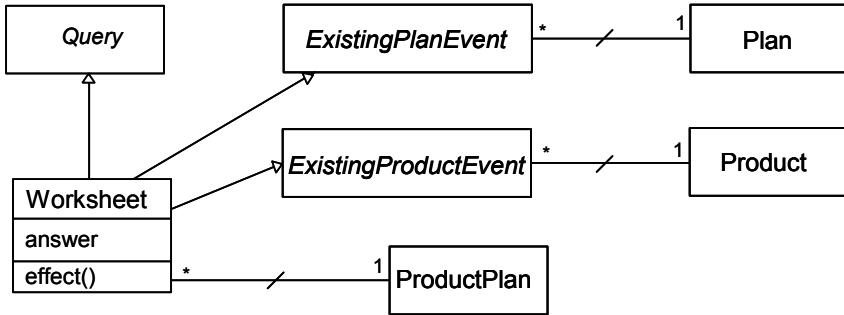 Query
ExistingPlanEvent
* 1
Plan
ExistingProductEvent
* 1
Product
Worksheet
answer
effect()
* 1
ProductPlan